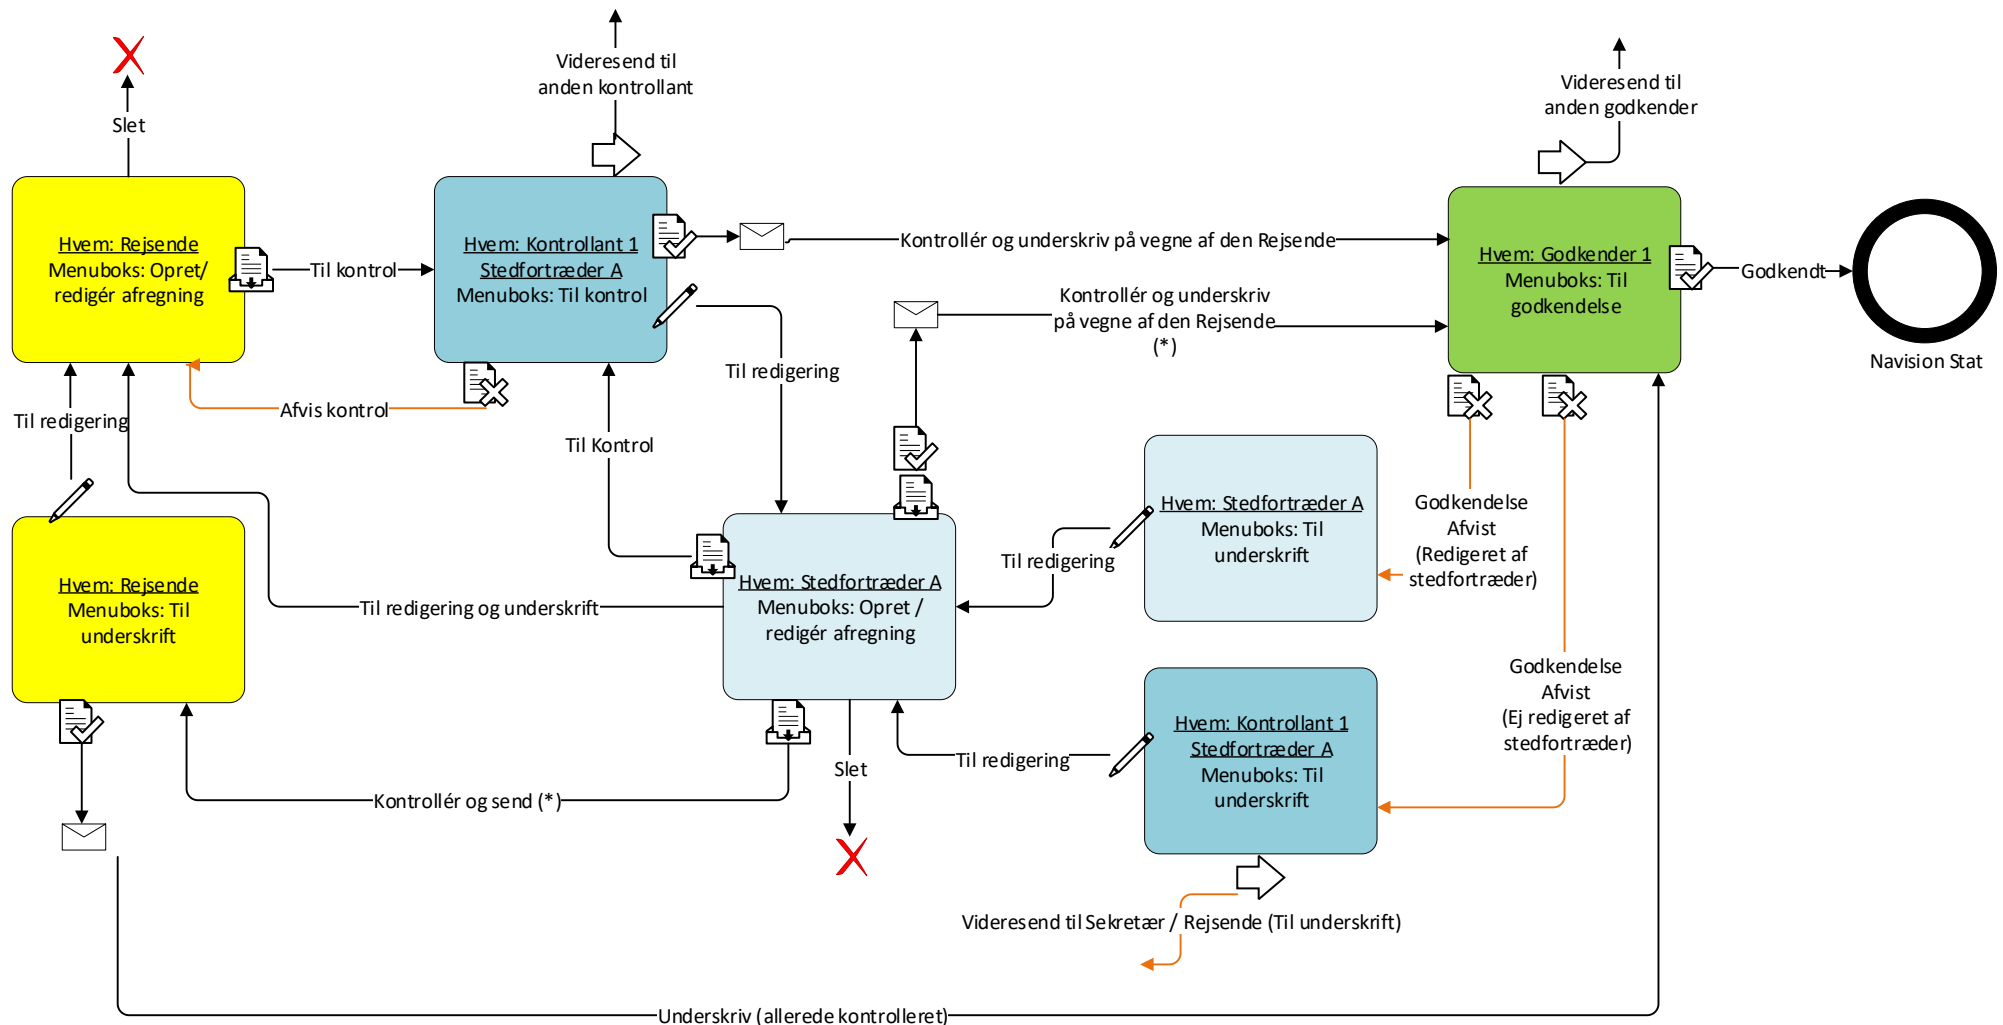 Videresend til
anden kontrollant
Videresend til
anden godkender
Slet
Hvem: Rejsende
Menuboks: Opret/
redigér afregning
Til kontrol
Hvem: Kontrollant 1
Stedfortræder A
Menuboks: Til kontrol
Kontrollér og underskriv på vegne af den Rejsende
Hvem: Godkender 1
Menuboks: Til
godkendelse
Godkendt
Navision Stat
Kontrollér og underskriv
på vegne af den Rejsende
(*)
Til redigering
Afvis kontrol
Til redigering
Til Kontrol
Hvem: Stedfortræder A
Menuboks: Til
underskrift
Godkendelse
Afvist
(Redigeret af
stedfortræder)
Til redigering
Hvem: Rejsende
Menuboks: Til
underskrift
Til redigering og underskrift
Hvem: Stedfortræder A
Menuboks: Opret /
redigér afregning
Godkendelse
Afvist
(Ej redigeret af
stedfortræder)
Hvem: Kontrollant 1
Stedfortræder A
Menuboks: Til
underskrift
Til redigering
Slet
Kontrollér og send (*)
Videresend til Sekretær / Rejsende (Til underskrift)
Underskriv (allerede kontrolleret)